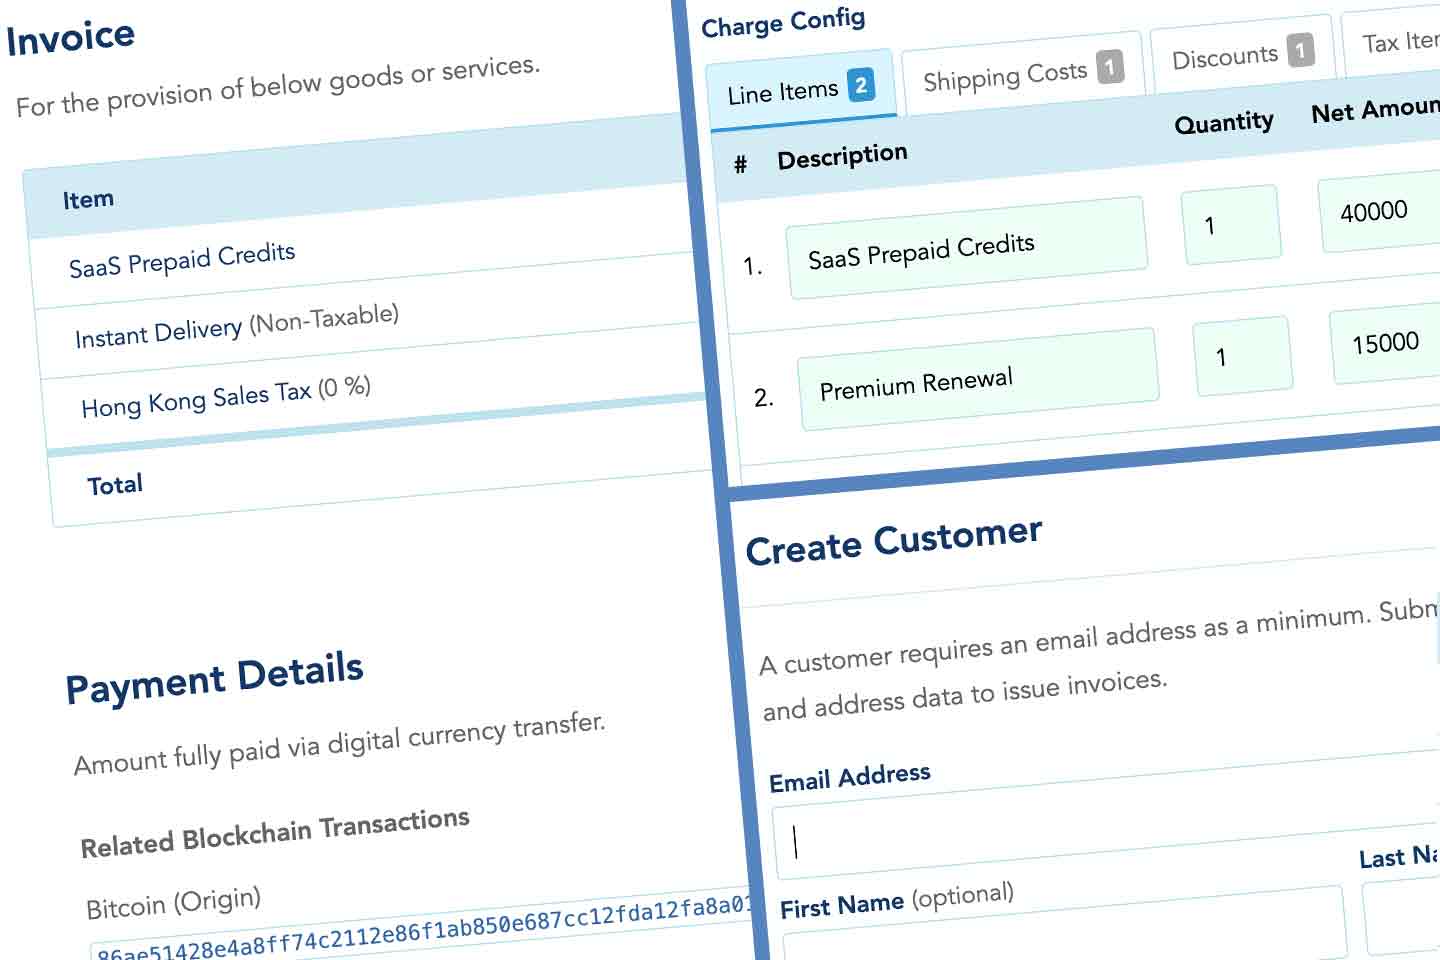 Invoice
For the provision of below goods or services.
Item
SaaS Prepaid Credits
Instant Delivery (Non-Taxable)
Hong Kong Sales Tax (0 %)
Total
Payment Details
Amount fully paid via digital currency transfer.
Related Blockchain Transactions
Bitcoin (Origin)
86ae51428e4a8ff74c2112e86f1ab850e687cc12fda12fa8a01
Charge Config
Line Items 2 Shipping Costs 1 Discounts 1 Tax
# Description Quantity Net
1. SaaS Prepaid Credits 1 40000
2. Premium Renewal 1 15000
Create Customer
A customer requires an email address as a minimum.
and address data to issue invoices.
Email Address
First Name (optional) Last